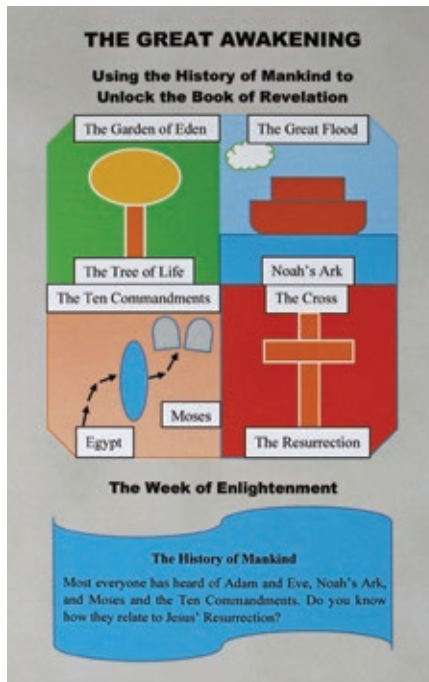 THE GREAT AWAKENING
Using the History of Mankind to
Unlock the Book of Revelation
The Garden of Eden
The Great Flood
The Tree of Life
Noah's Ark
The Ten Commandments
The Cross
Moses
Egypt
The Resurrection
The Week of Enlightenment
The History of Mankind
Most everyone has heard of Adam and Eve, Noah's Ark,
and Moses and the Ten Commandments. Do you know
how they relate to Jesus' Resurrection?